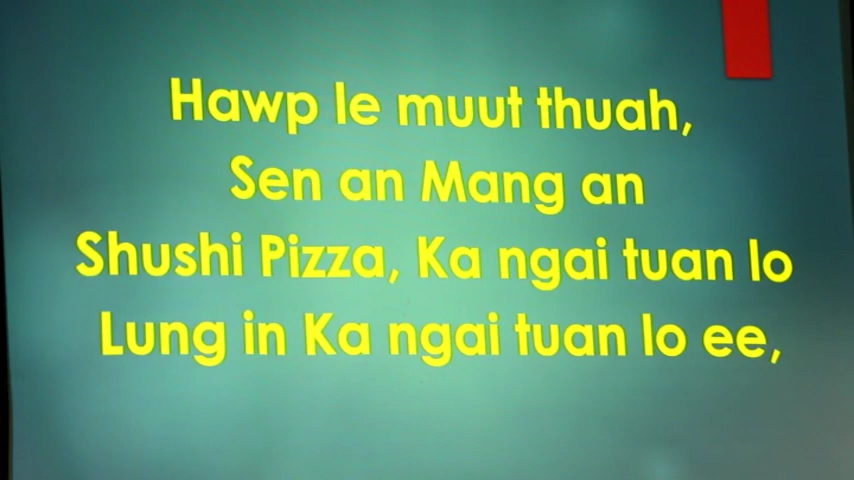 Hawp le muut thuah,
Sen an Mang an
Shushi Pizza, Ka ngai tuan lo
Lung in Ka ngai tuan lo ee,